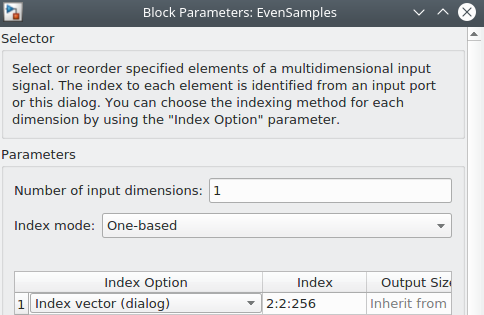 Block Parameters: EvenSamples
Selector
Select or reorder specified elements of a multidimensional input
signal. The index to each element is identified from an input port
or this dialog. You can choose the indexing method for each
dimension by using the "Index Option" parameter.
Parameters
Number of input dimensions: 1
Index mode: One-based
Index Option Index Output Size
1 Index vector (dialog) 2:2:256 Inherit from